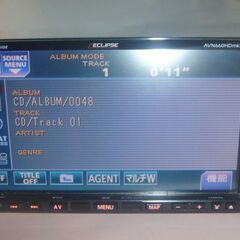 ECLIPSE
AVN660HDmk
SOURCE MENU
ALBUM MODE
TRACK
1
0'11"
ALBUM
CD/ALBUM/0048
TRACK
CD/Track 01
ARTIST
GENRE
TITLE OFF
AGENT
マルチW
機能
AV
MENU
MAP